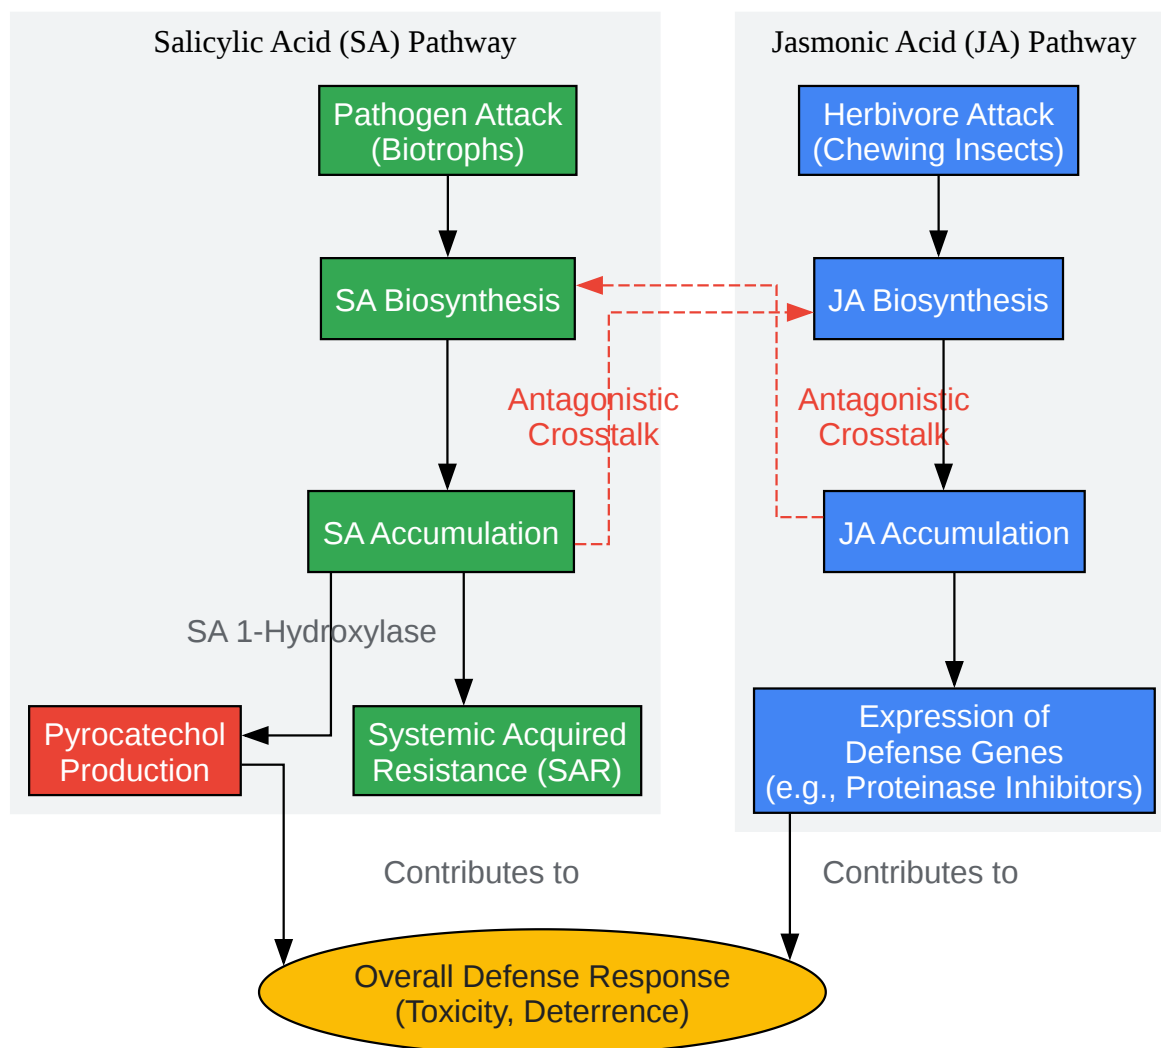 Salicylic Acid (SA) Pathway
Jasmonic Acid (JA) Pathway
Pathogen Attack
(Biotrophs)
Herbivore Attack
(Chewing Insects)
SA Biosynthesis
JA Biosynthesis
Antagonistic
Crosstalk
Antagonistic
Crosstalk
SA Accumulation
JA Accumulation
SA 1-Hydroxylase
Pyrocatechol
Production
Systemic Acquired
Resistance (SAR)
Expression of
Defense Genes
(e.g., Proteinase Inhibitors)
Contributes to
Contributes to
Overall Defense Response
(Toxicity, Deterrence)